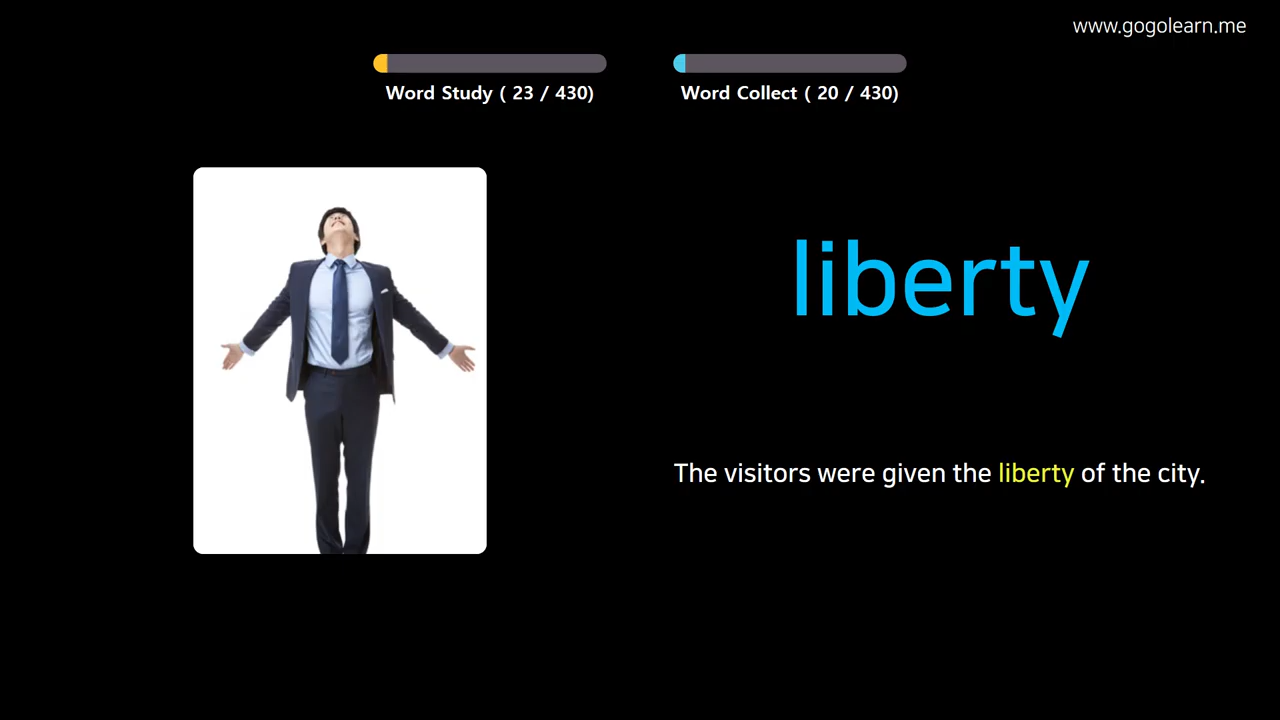 www.gogolearn.me
Word Study ( 23 / 430)
Word Collect ( 20 / 430)
liberty
The visitors were given the liberty of the city.